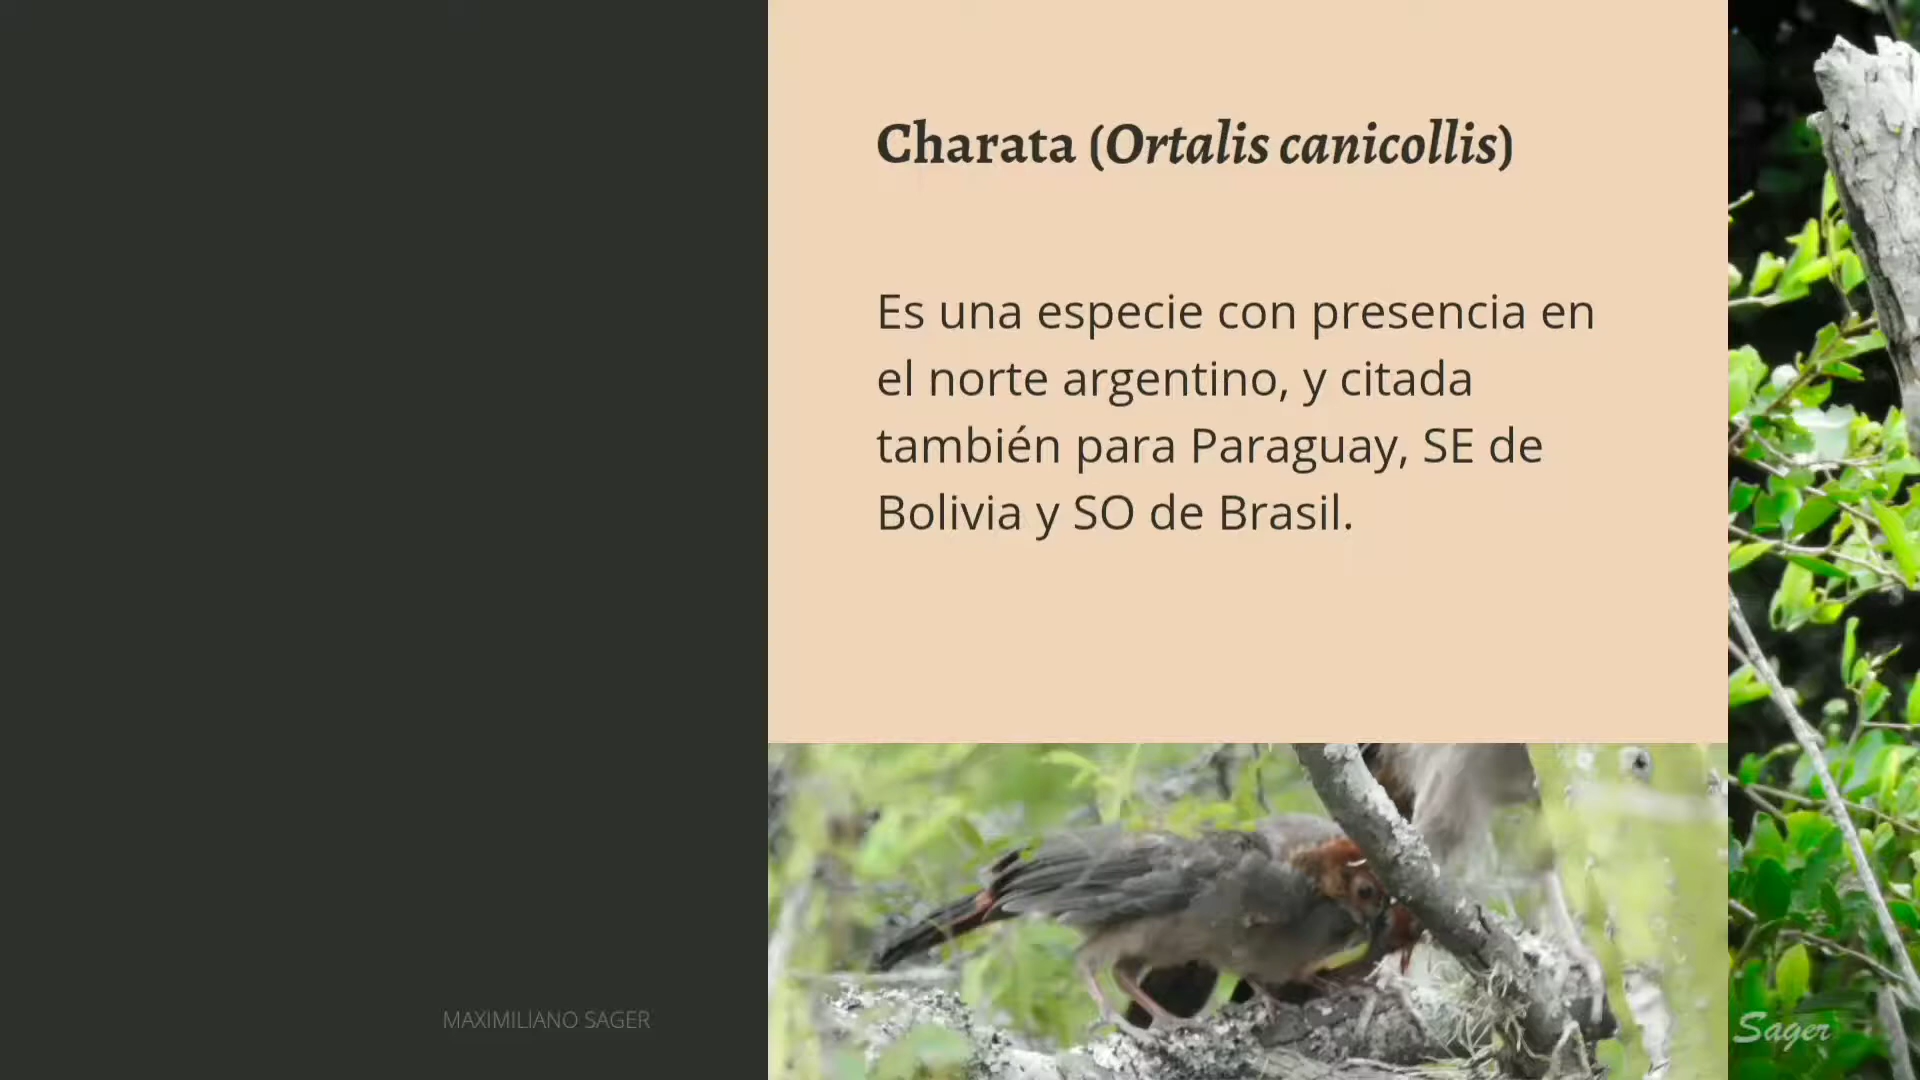 Charata (Ortalis canicollis)
Es una especie con presencia en
el norte argentino, y citada
también para Paraguay, SE de
Bolivia y SO de Brasil.
MAXIMILIANO SAGER
Sager